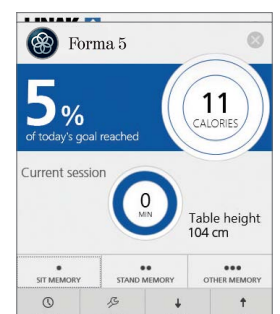 Forma 5
5%
of today's goal reached
11
CALORIES
Current session
0
MIN
Table height
104 cm
SIT MEMORY
STAND MEMORY
OTHER MEMORY